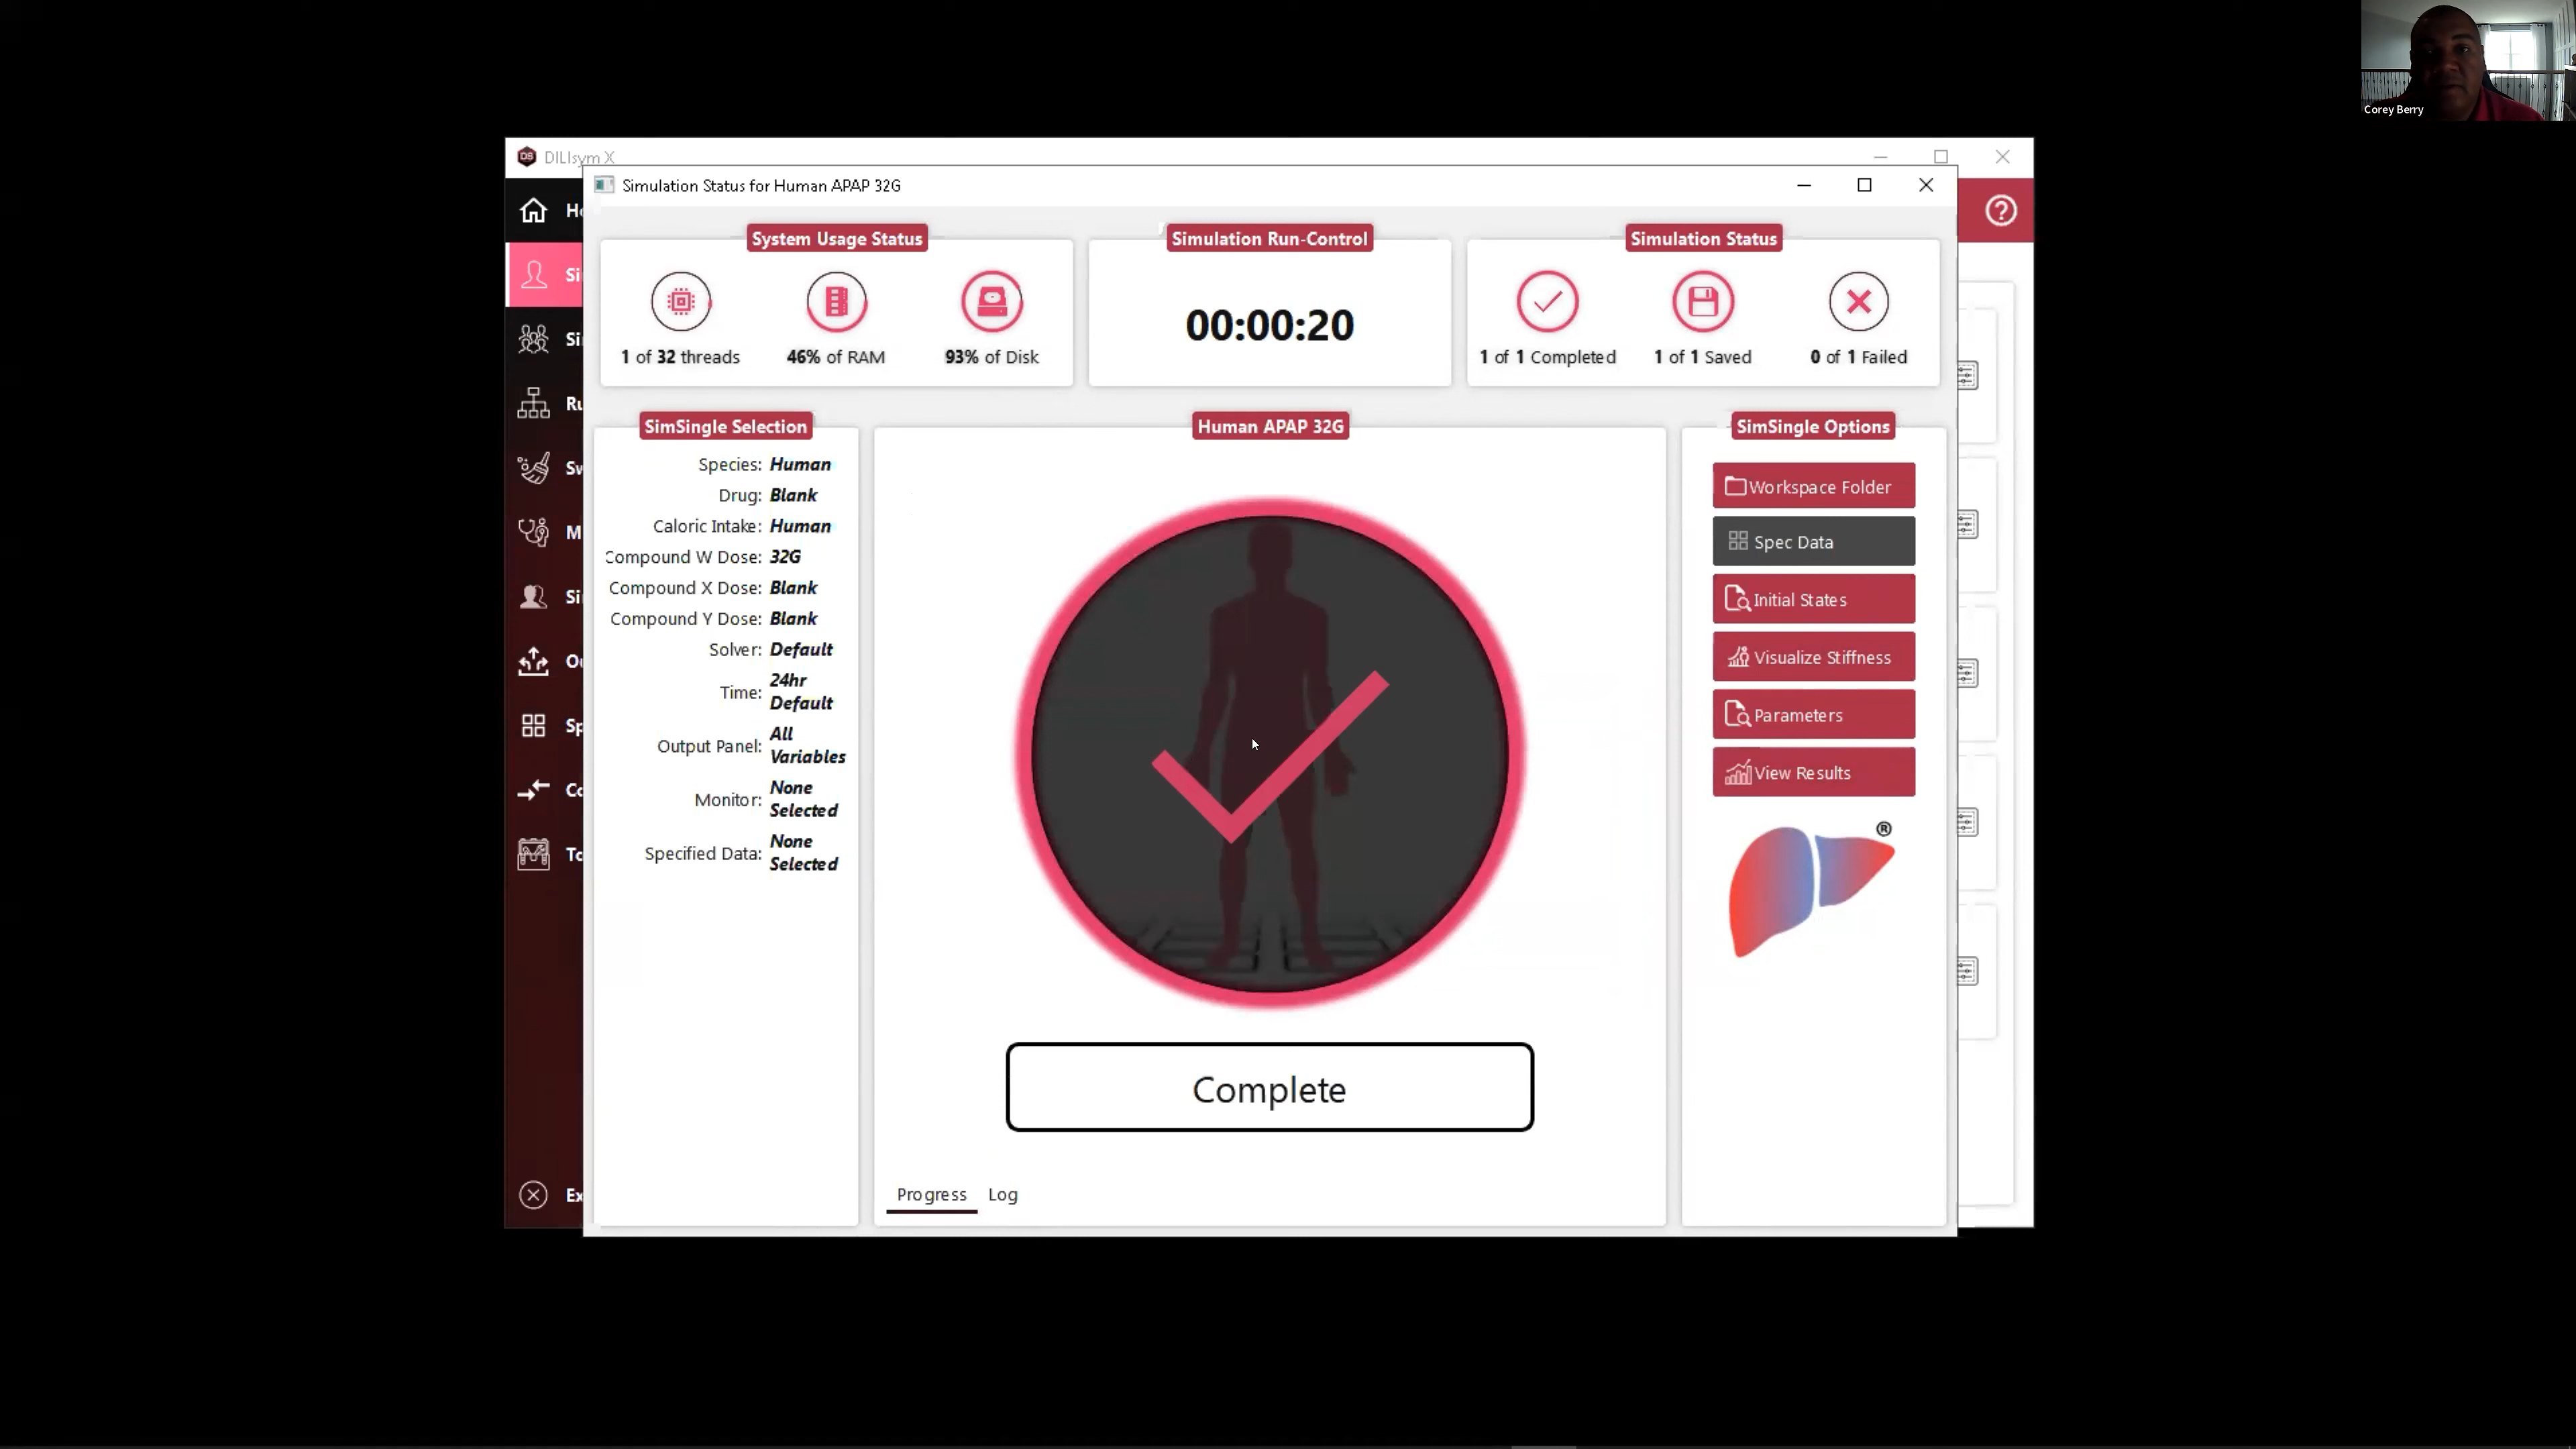 Corey Berry
DS DILIsym X
Simulation Status for Human APAP 32G
System Usage Status
Simulation Run-Control
Simulation Status
1 of 32 threads
46% of RAM
93% of Disk
00:00:20
1 of 1 Completed
1 of 1 Saved
0 of 1 Failed
SimSingle Selection
Species: Human
Drug: Blank
Caloric Intake: Human
Compound W Dose: 32G
Compound X Dose: Blank
Compound Y Dose: Blank
Solver: Default
Time: 24hr
Default
Output Panel: All
Variables
Monitor: None
Selected
Specified Data: None
Selected
Human APAP 32G
Complete
Progress Log
SimSingle Options
Workspace Folder
Spec Data
Initial States
Visualize Stiffness
Parameters
View Results
®